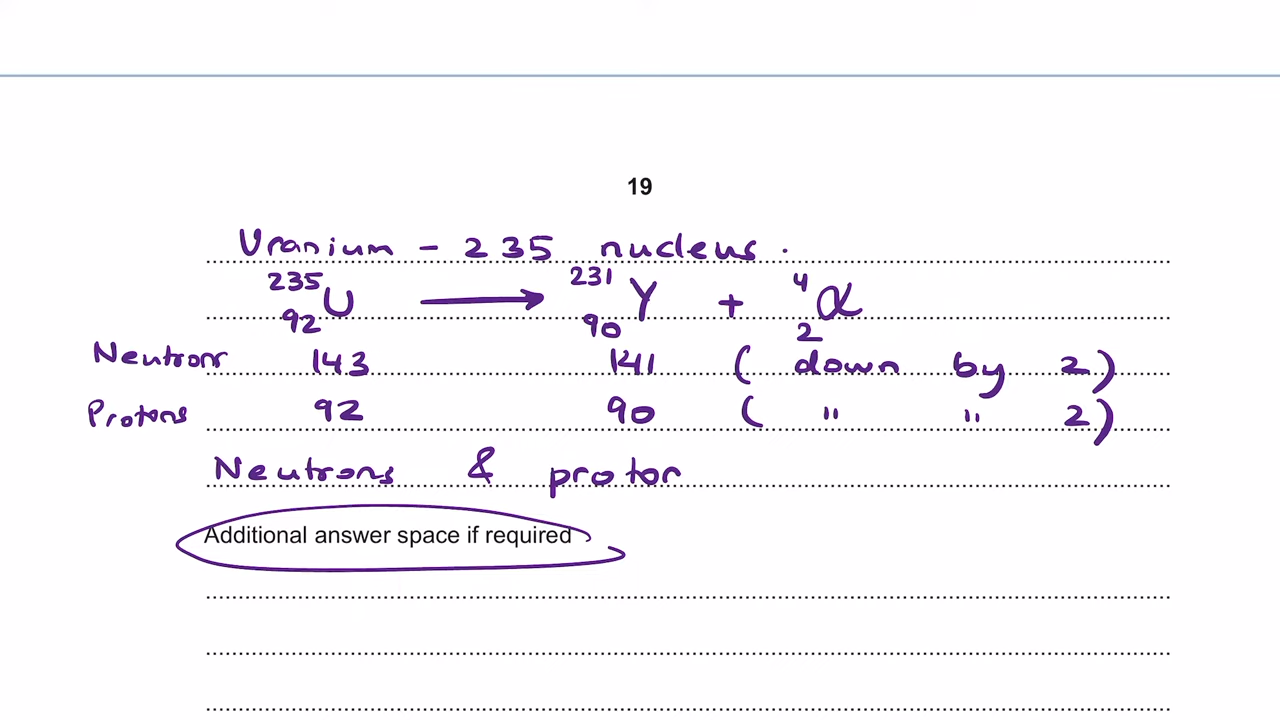 19
Uranium - 235 nucleus.
235 92 U → 231 90 Y + 4 2 α
Neutrons 143 141 ( down by 2 )
Protons 92 90 ( " " 2 )
Neutrons & protor
Additional answer space if required